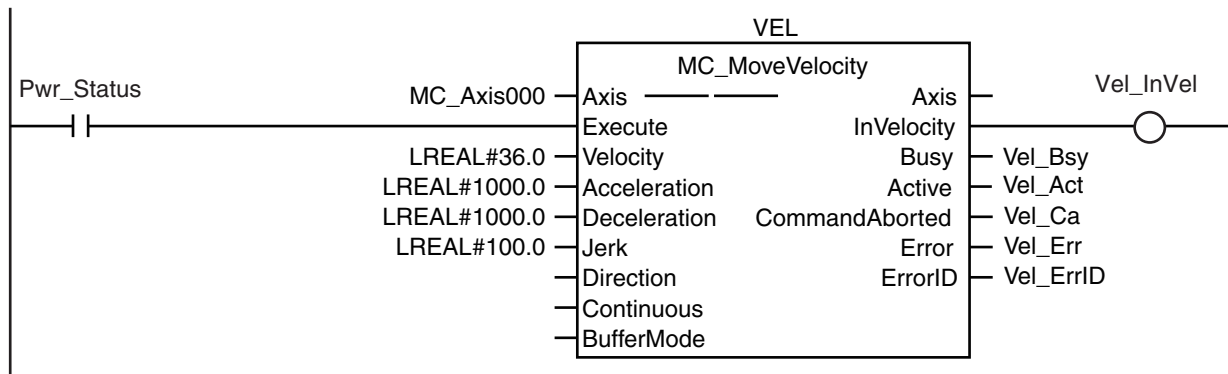 VEL
MC_MoveVelocity
Pwr_Status
Vel_InVel
MC_Axis000 Axis Axis
Execute InVelocity
LREAL#36.0 Velocity Busy Vel_Bsy
LREAL#1000.0 Acceleration Active Vel_Act
LREAL#1000.0 Deceleration CommandAborted Vel_Ca
LREAL#100.0 Jerk Error Vel_Err
Direction ErrorID Vel_ErrID
Continuous
BufferMode